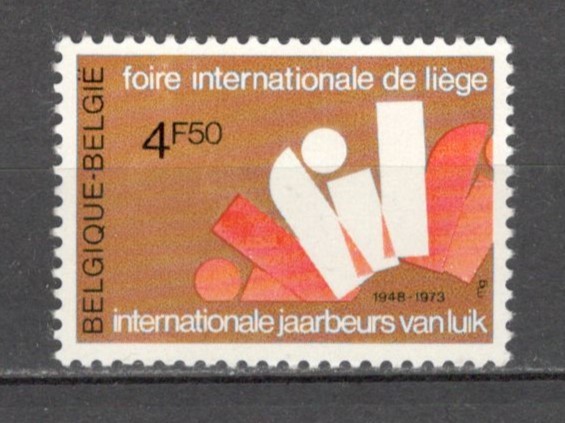 foire internationale de liège
4F50
BELGIQUE-BELGIË
1948-1973
internationale jaarbeurs van luik